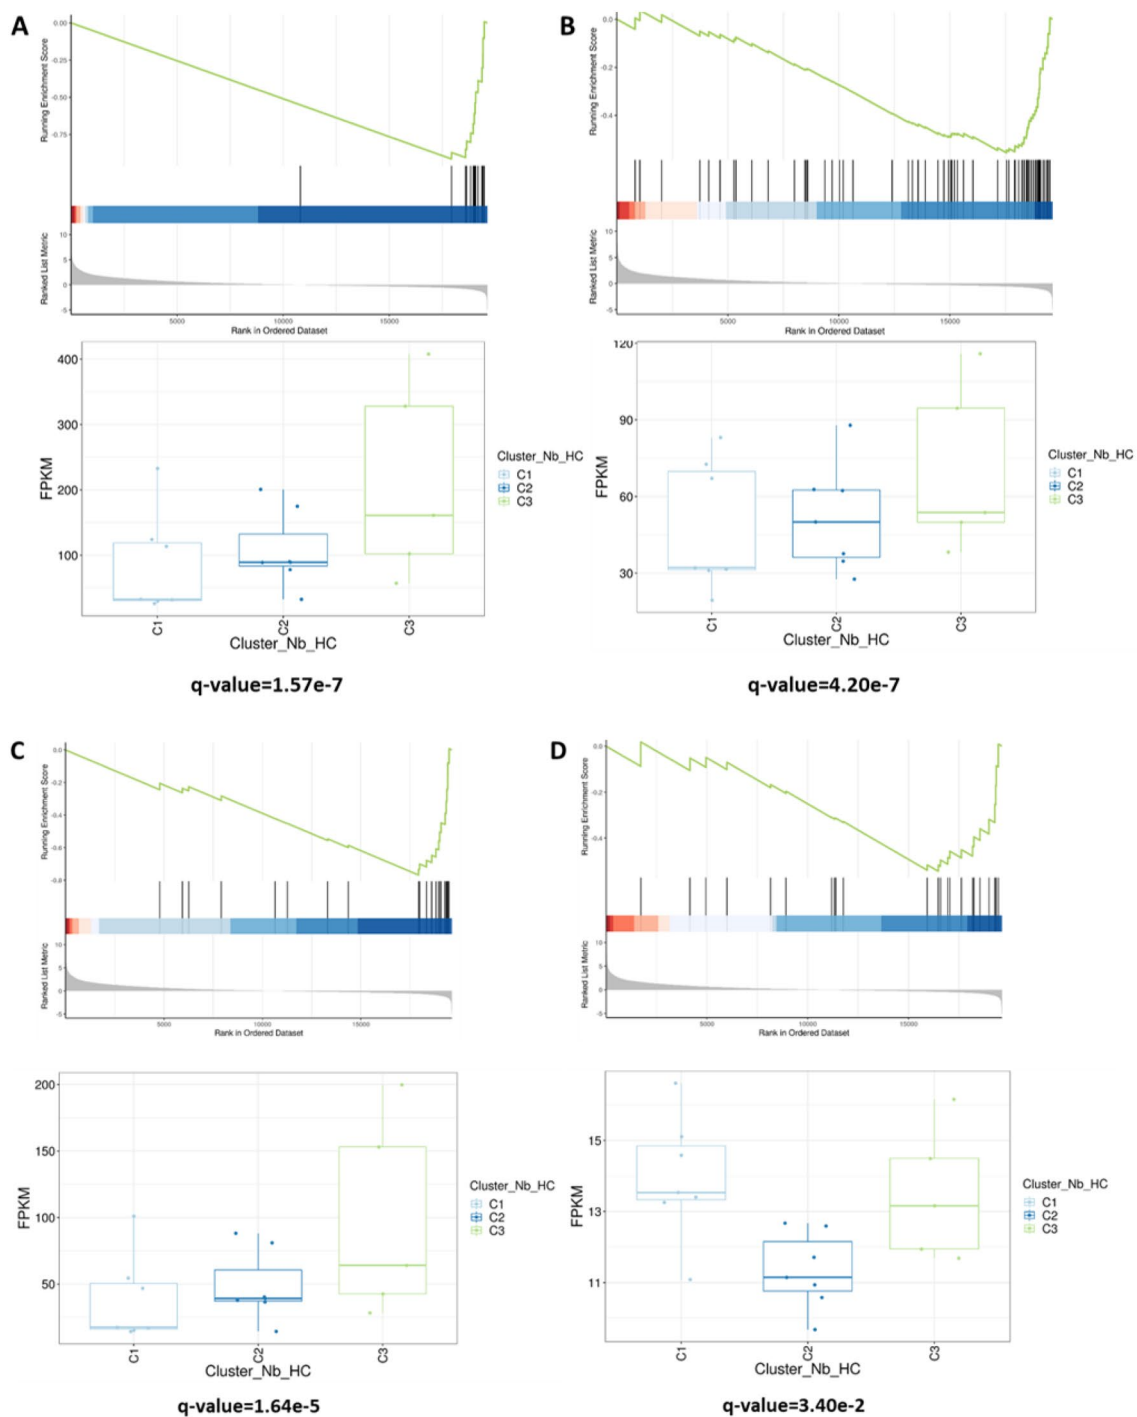 A
Running Enrichment Score
0.00
-0.25
-0.50
-0.75
Ranked List Metric
10
5
0
-5
5000 10000 15000
Rank in Ordered Dataset
FPKM
400
300
200
100
C1 C2 C3
Cluster_Nb_HC
Cluster_Nb_HC
C1
C2
C3
q-value=1.57e-7
B
Running Enrichment Score
0.0
-0.2
-0.4
Ranked List Metric
10
5
0
-5
5000 10000 15000
Rank in Ordered Dataset
FPKM
120
90
60
30
C1 C2 C3
Cluster_Nb_HC
Cluster_Nb_HC
C1
C2
C3
q-value=4.20e-7
C
Running Enrichment Score
0.0
-0.2
-0.4
-0.6
-0.8
Ranked List Metric
10
5
0
-5
5000 10000 15000
Rank in Ordered Dataset
FPKM
200
150
100
50
C1 C2 C3
Cluster_Nb_HC
Cluster_Nb_HC
C1
C2
C3
q-value=1.64e-5
D
Running Enrichment Score
0.0
-0.2
-0.4
Ranked List Metric
10
5
0
-5
5000 10000 15000
Rank in Ordered Dataset
FPKM
15
13
11
C1 C2 C3
Cluster_Nb_HC
Cluster_Nb_HC
C1
C2
C3
q-value=3.40e-2